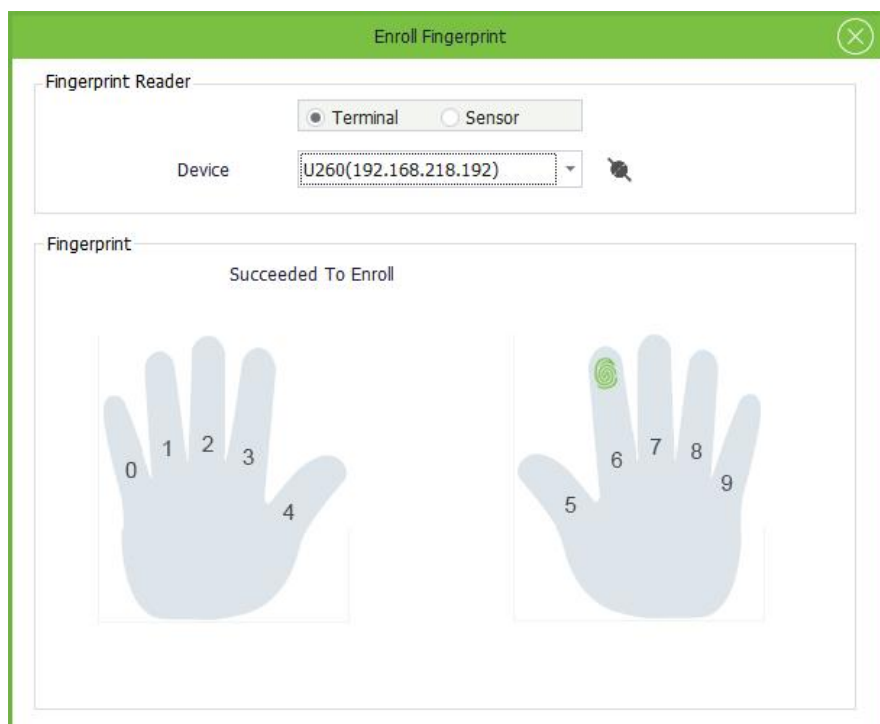 Enroll Fingerprint
Fingerprint Reader
Terminal Sensor
Device U260(192.168.218.192)
Fingerprint
Succeeded To Enroll
0 1 2 3 4 5 6 7 8 9